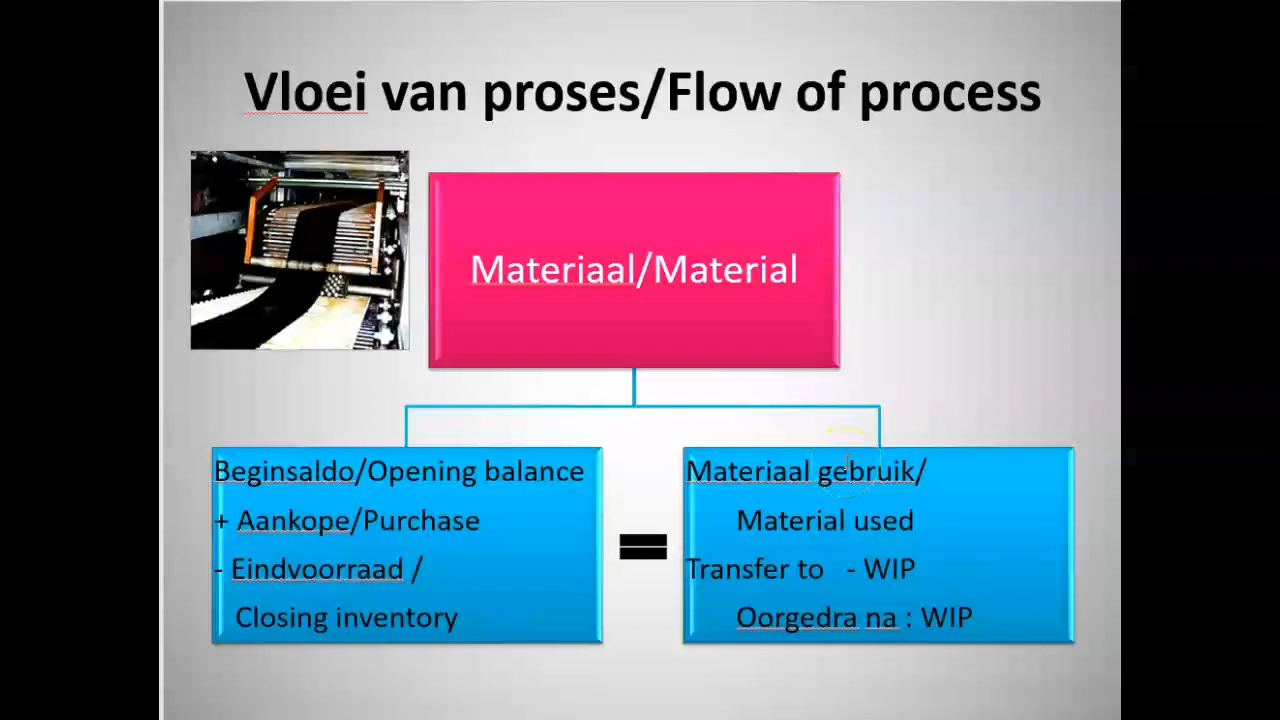 Vloei van proses/Flow of process
Materiaal/Material
Beginsaldo/Opening balance
+ Aankope/Purchase
- Eindvoorraad /
Closing inventory
=
Materiaal gebruik/
Material used
Transfer to - WIP
Oorgedra na : WIP